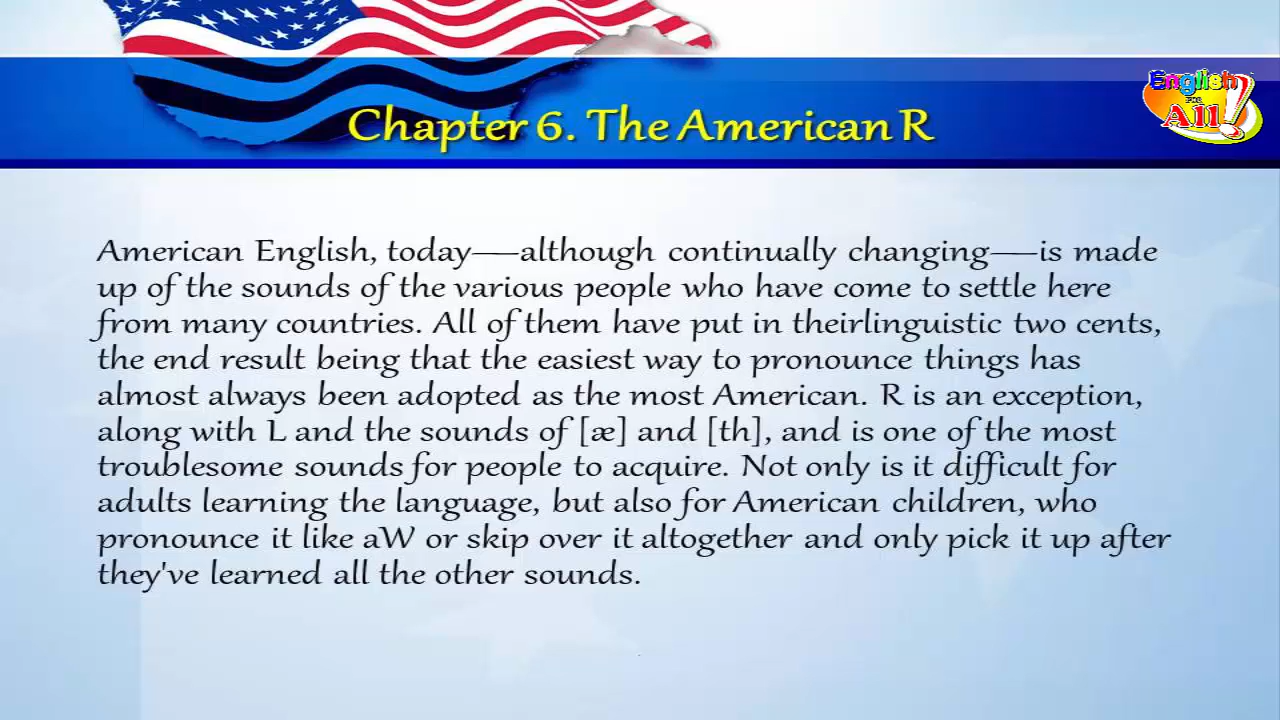 Chapter 6. The American R
English
FOR
All!
American English, today—although continually changing—is made
up of the sounds of the various people who have come to settle here
from many countries. All of them have put in theirlinguistic two cents,
the end result being that the easiest way to pronounce things has
almost always been adopted as the most American. R is an exception,
along with L and the sounds of [æ] and [th], and is one of the most
troublesome sounds for people to acquire. Not only is it difficult for
adults learning the language, but also for American children, who
pronounce it like aW or skip over it altogether and only pick it up after
they've learned all the other sounds.